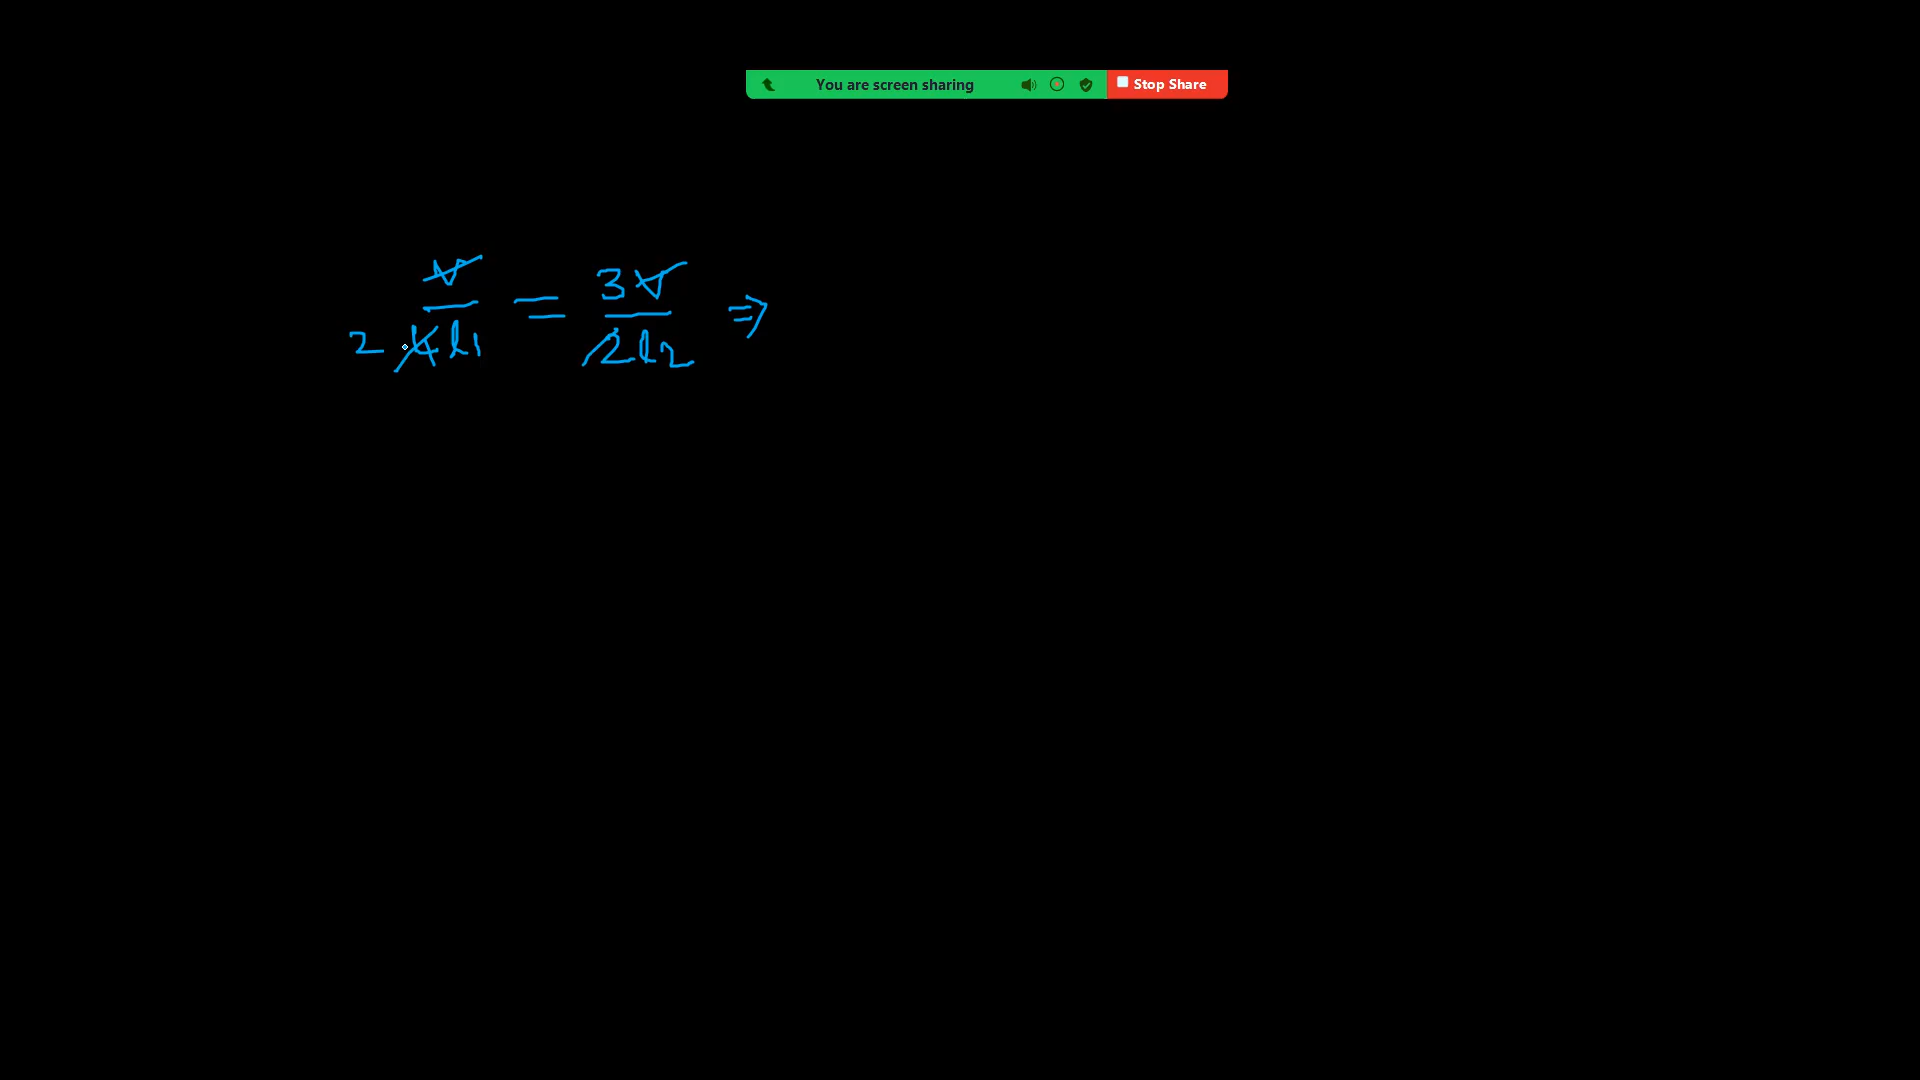 You are screen sharing Stop Share
V/4l1 = 3V/2l2 ⇒
2